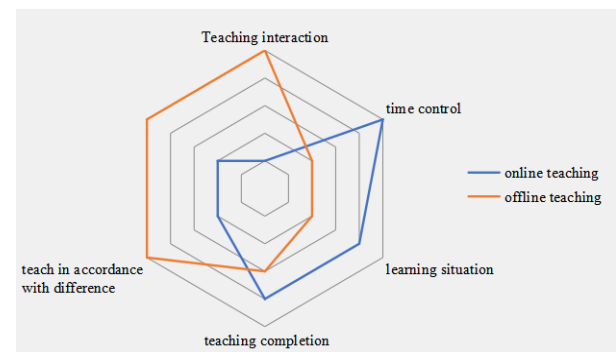 Teaching interaction
time control
online teaching
offline teaching
learning situation
teach in accordance
with difference
teaching completion